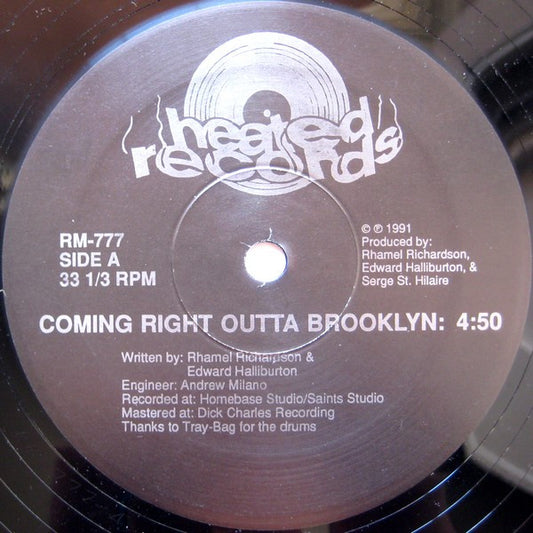 heated
records
RM-777
SIDE A
33 1/3 RPM
© ℗ 1991
Produced by:
Rhamel Richardson,
Edward Halliburton, &
Serge St. Hilaire
COMING RIGHT OUTTA BROOKLYN: 4:50
Written by: Rhamel Richardson &
Edward Halliburton
Engineer: Andrew Milano
Recorded at: Homebase Studio/Saints Studio
Mastered at: Dick Charles Recording
Thanks to Tray-Bag for the drums